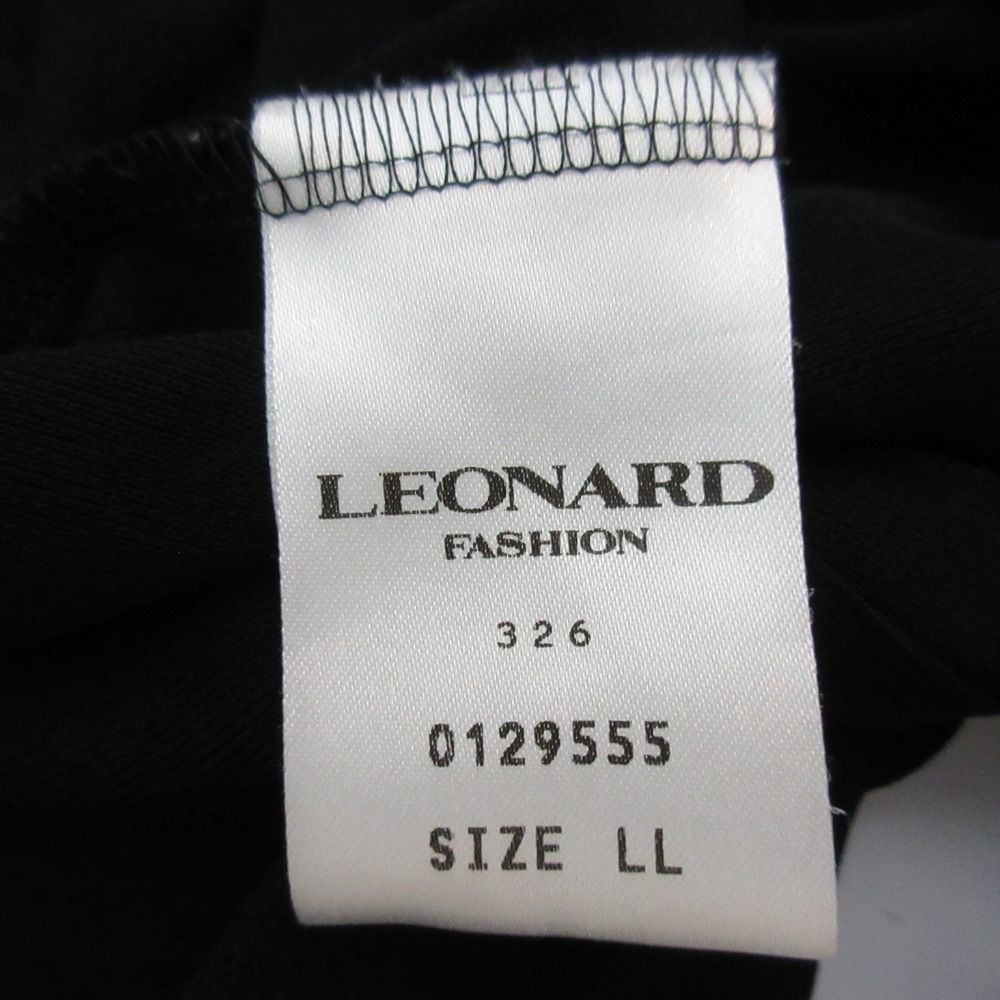 LEONARD
FASHION
326
0129555
SIZE LL